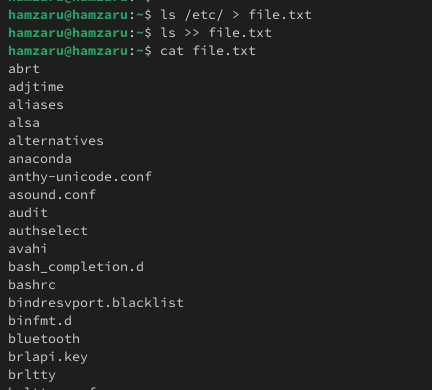 hamzaru@hamzaru:~$ ls /etc/ > file.txt
hamzaru@hamzaru:~$ ls >> file.txt
hamzaru@hamzaru:~$ cat file.txt
abrt
adjtime
aliases
alsa
alternatives
anaconda
anthy-unicode.conf
asound.conf
audit
authselect
avahi
bash_completion.d
bashrc
bindresvport.blacklist
binfmt.d
bluetooth
brlapi.key
brltty